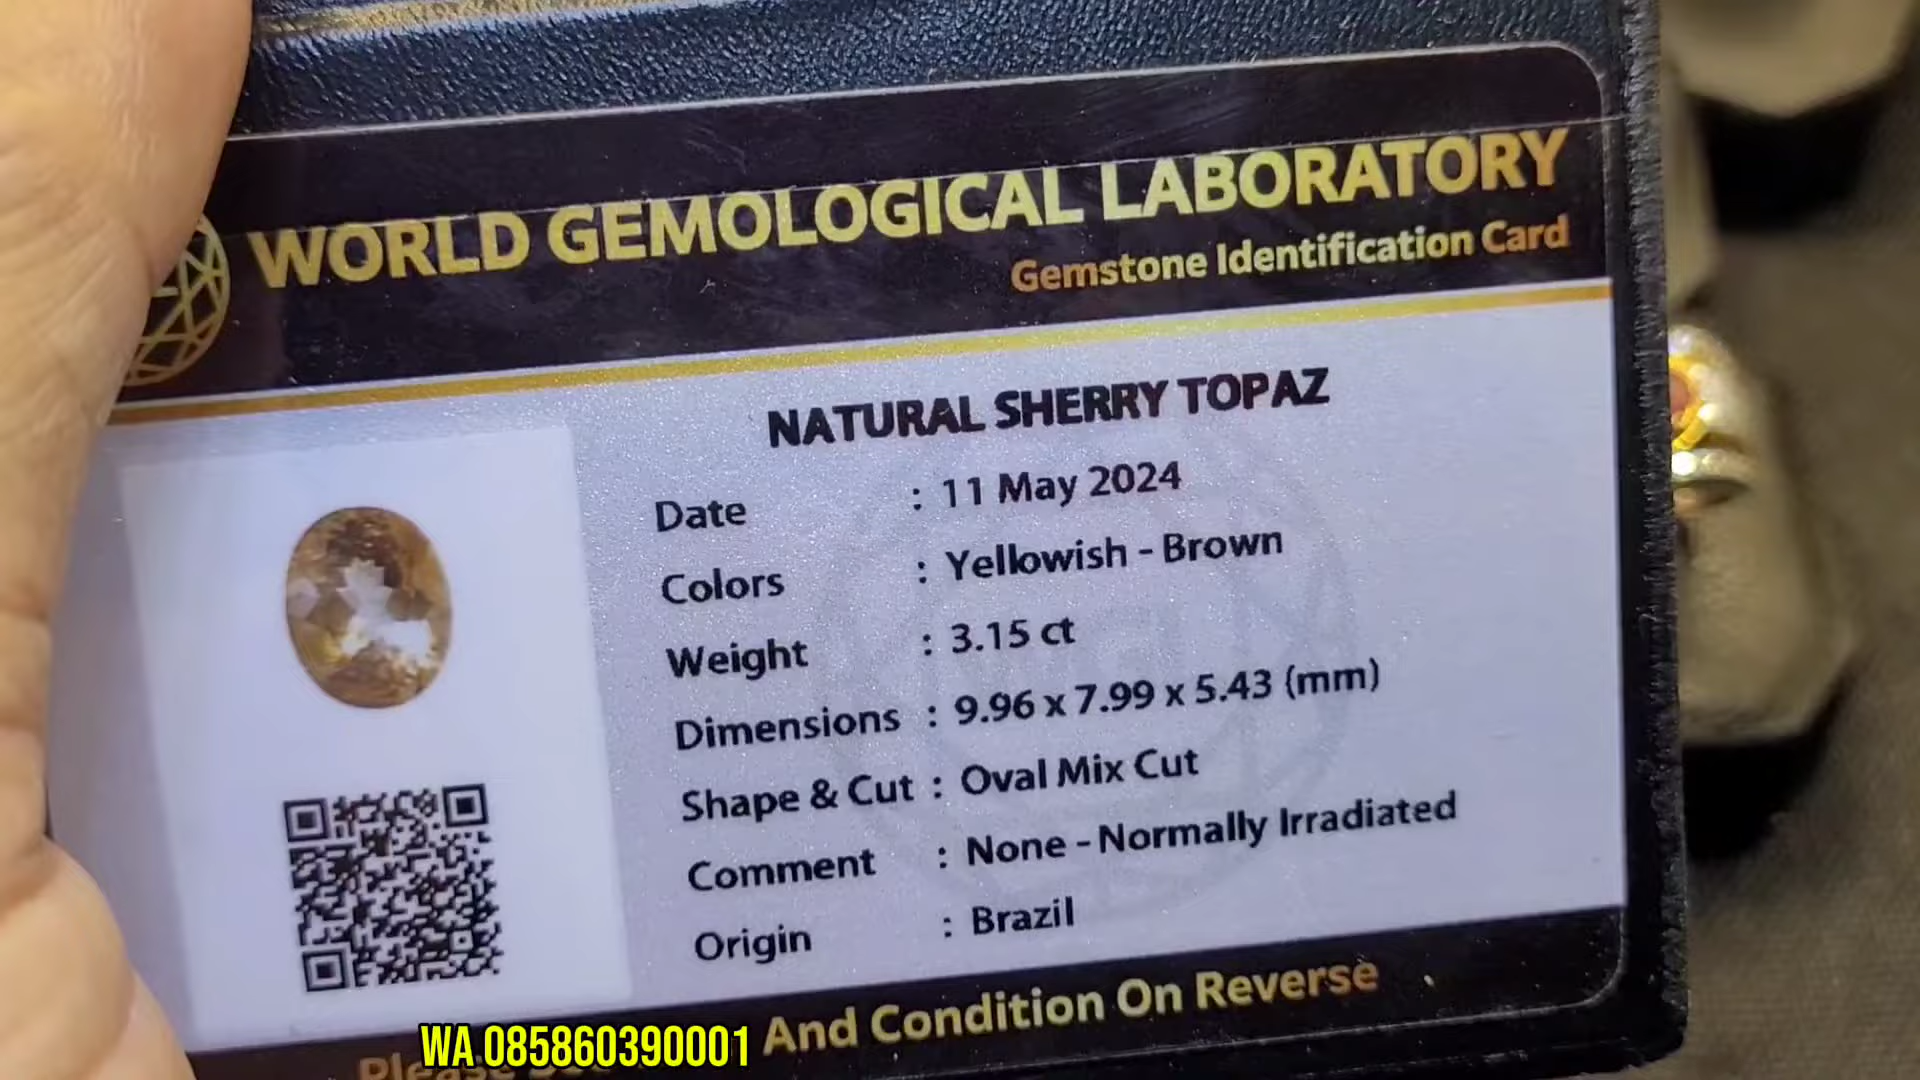 WORLD GEMOLOGICAL LABORATORY
Gemstone Identification Card
NATURAL SHERRY TOPAZ
Date : 11 May 2024
Colors : Yellowish - Brown
Weight : 3.15 ct
Dimensions : 9.96 x 7.99 x 5.43 (mm)
Shape & Cut : Oval Mix Cut
Comment : None - Normally Irradiated
Origin : Brazil
And Condition On Reverse
WA 085860390001